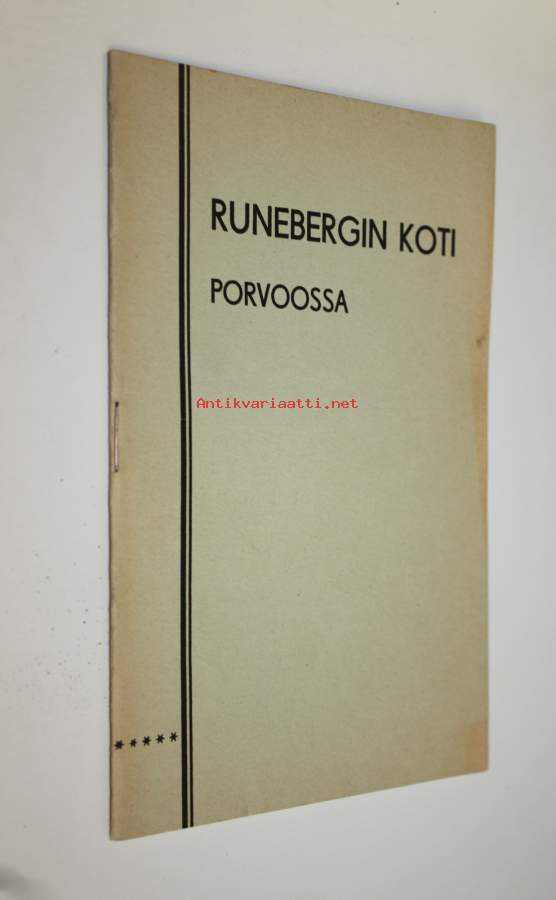 RUNEBERGIN KOTI
PORVOOSSA
Antikvariaatti.net
*****